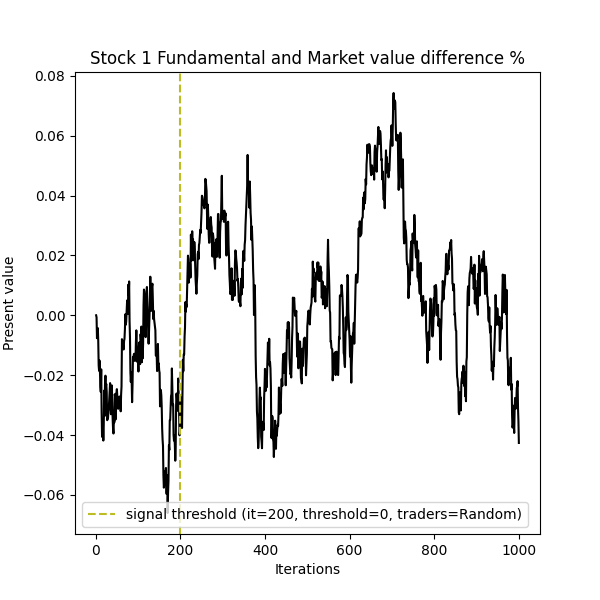 Stock 1 Fundamental and Market value difference %
0.08
0.06
0.04
0.02
0.00
−0.02
−0.04
−0.06
Present value
signal threshold (it=200, threshold=0, traders=Random)
0 200 400 600 800 1000
Iterations